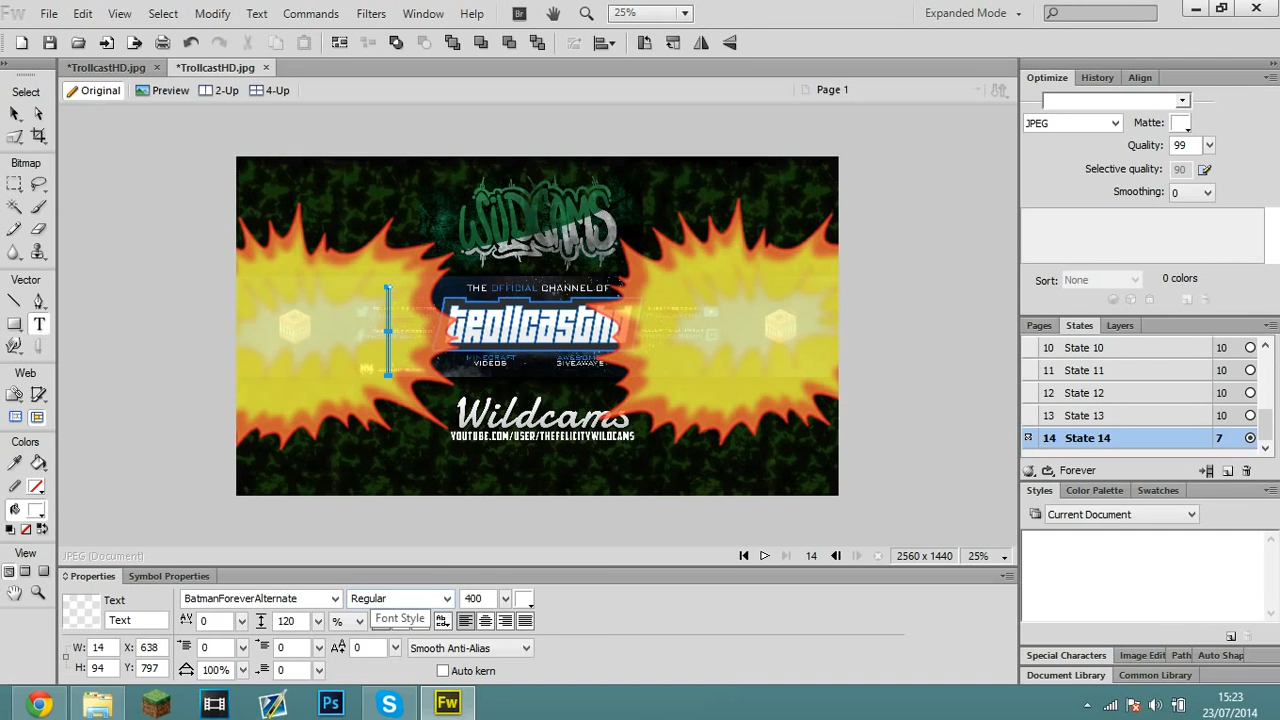 Fw File Edit View Select Modify Text Commands Filters Window Help Br 25% Expanded Mode
*TrollcastHD.jpg × *TrollcastHD.jpg ×
Original Preview 2-Up 4-Up Page 1
Select
Bitmap
Vector
T
Web
Colors
View
WILDCAMS
THE OFFICIAL CHANNEL OF
MINECRAFT VIDEOS
AWESOME GIVEAWAYS
Wildcams
YOUTUBE.COM/USER/THEFELICITYWILDCAMS
JPEG (Document) 14 2560 x 1440 25%
Optimize History Align
JPEG Matte:
Quality: 99
Selective quality: 90
Smoothing: 0
Sort: None 0 colors
Pages States Layers
10 State 10 10
11 State 11 10
12 State 12 10
13 State 13 10
14 State 14 7
Forever
Styles Color Palette Swatches
Current Document
Special Characters Image Edit Path Auto Shap
Document Library Common Library
Properties Symbol Properties
Text BatmanForeverAlternate Regular 400
Text 0 120 % Font Style
W: 14 X: 638 0 0 0 Smooth Anti-Alias
H: 94 Y: 797 100% 0 Auto kern
Ps S Fw
15:23
23/07/2014